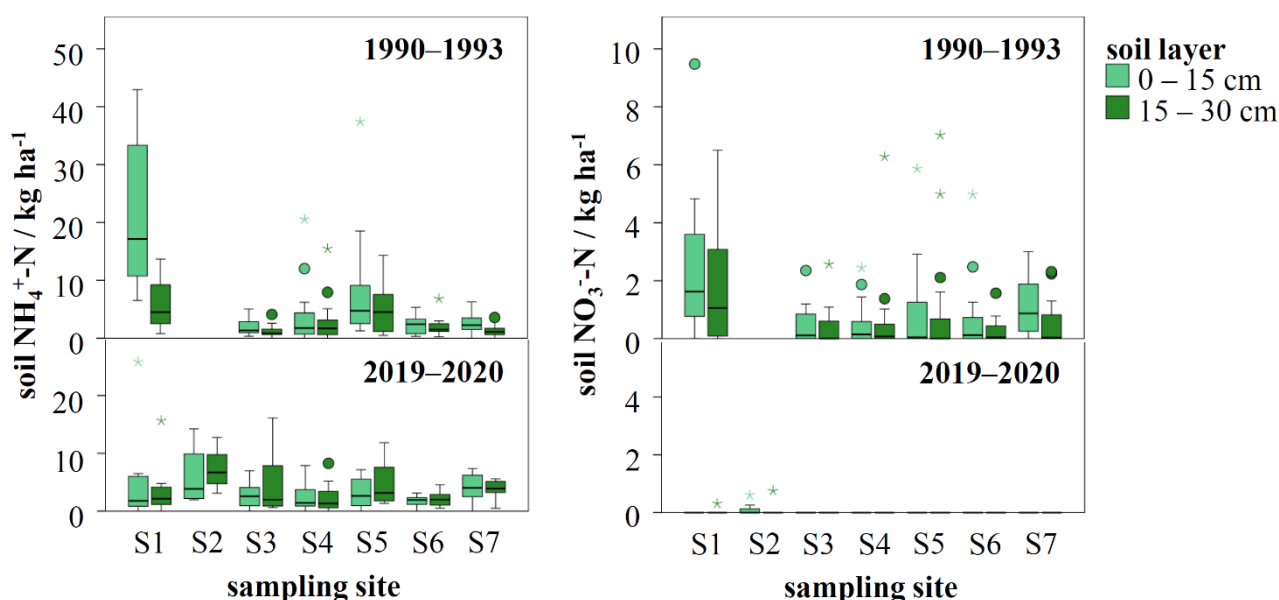 1990–1993
50
40
30
20
10
0
2019–2020
20
10
0
soil NH₄⁺-N / kg ha⁻¹
S1 S2 S3 S4 S5 S6 S7
sampling site
1990–1993
10
8
6
4
2
0
2019–2020
4
2
0
soil NO₃⁻-N / kg ha⁻¹
S1 S2 S3 S4 S5 S6 S7
sampling site
soil layer
0 – 15 cm
15 – 30 cm